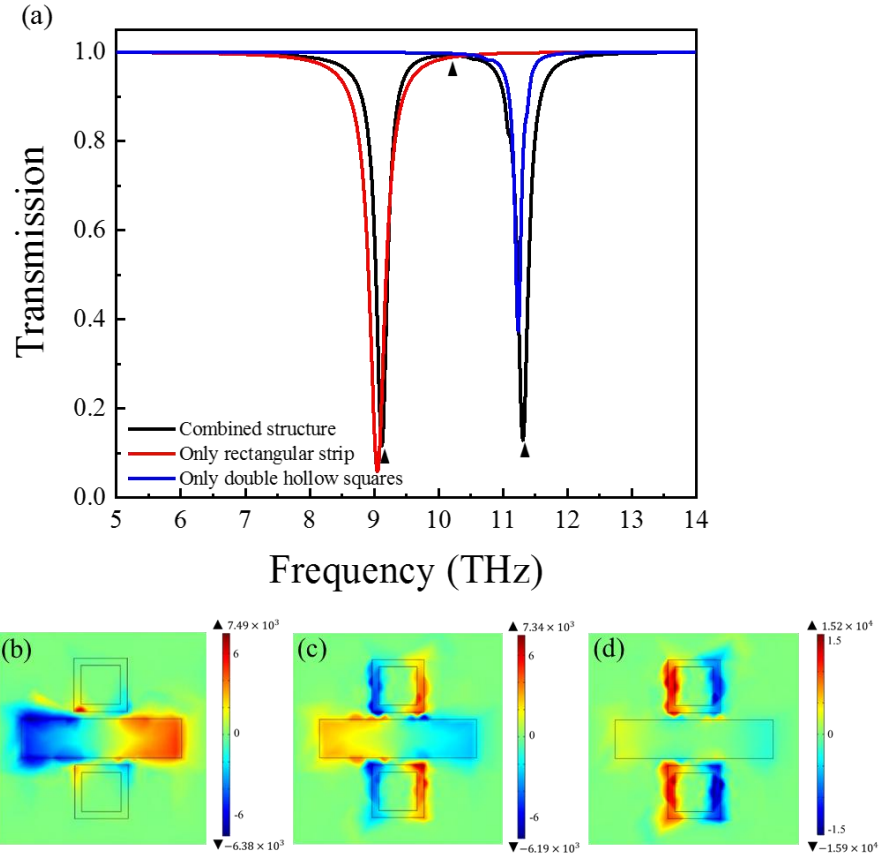 (a)
1.0
0.8
0.6
0.4
0.2
0.0
Transmission
Combined structure
Only rectangular strip
Only double hollow squares
5 6 7 8 9 10 11 12 13 14
Frequency (THz)
(b)
▲ 7.49 × 10³
6
0
-6
▼ −6.38 × 10³
(c)
▲ 7.34 × 10³
6
0
-6
▼ −6.19 × 10³
(d)
▲ 1.52 × 10⁴
1.5
0
-1.5
▼ −1.59 × 10⁴